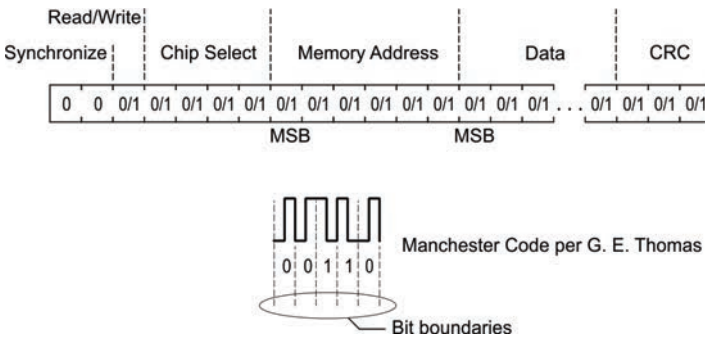 Read/Write
Synchronize Chip Select Memory Address Data CRC
0 0 0/1 0/1 0/1 0/1 0/1 0/1 0/1 0/1 0/1 0/1 0/1 0/1 0/1 0/1 . . . 0/1 0/1 0/1 0/1
MSB MSB
Manchester Code per G. E. Thomas
0 0 1 1 0
Bit boundaries